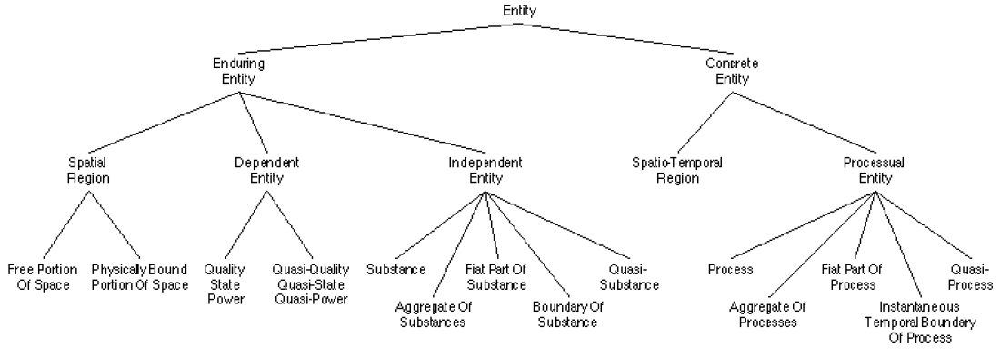 Entity
Enduring
Entity
Concrete
Entity
Spatial
Region
Dependent
Entity
Independent
Entity
Spatio-Temporal
Region
Processual
Entity
Free Portion
Of Space
Physically Bound
Portion Of Space
Quality
State
Power
Quasi-Quality
Quasi-State
Quasi-Power
Substance
Aggregate Of
Substances
Fiat Part Of
Substance
Boundary Of
Substance
Quasi-
Substance
Process
Aggregate Of
Processes
Fiat Part Of
Process
Instantaneous
Temporal Boundary
Of Process
Quasi-
Process